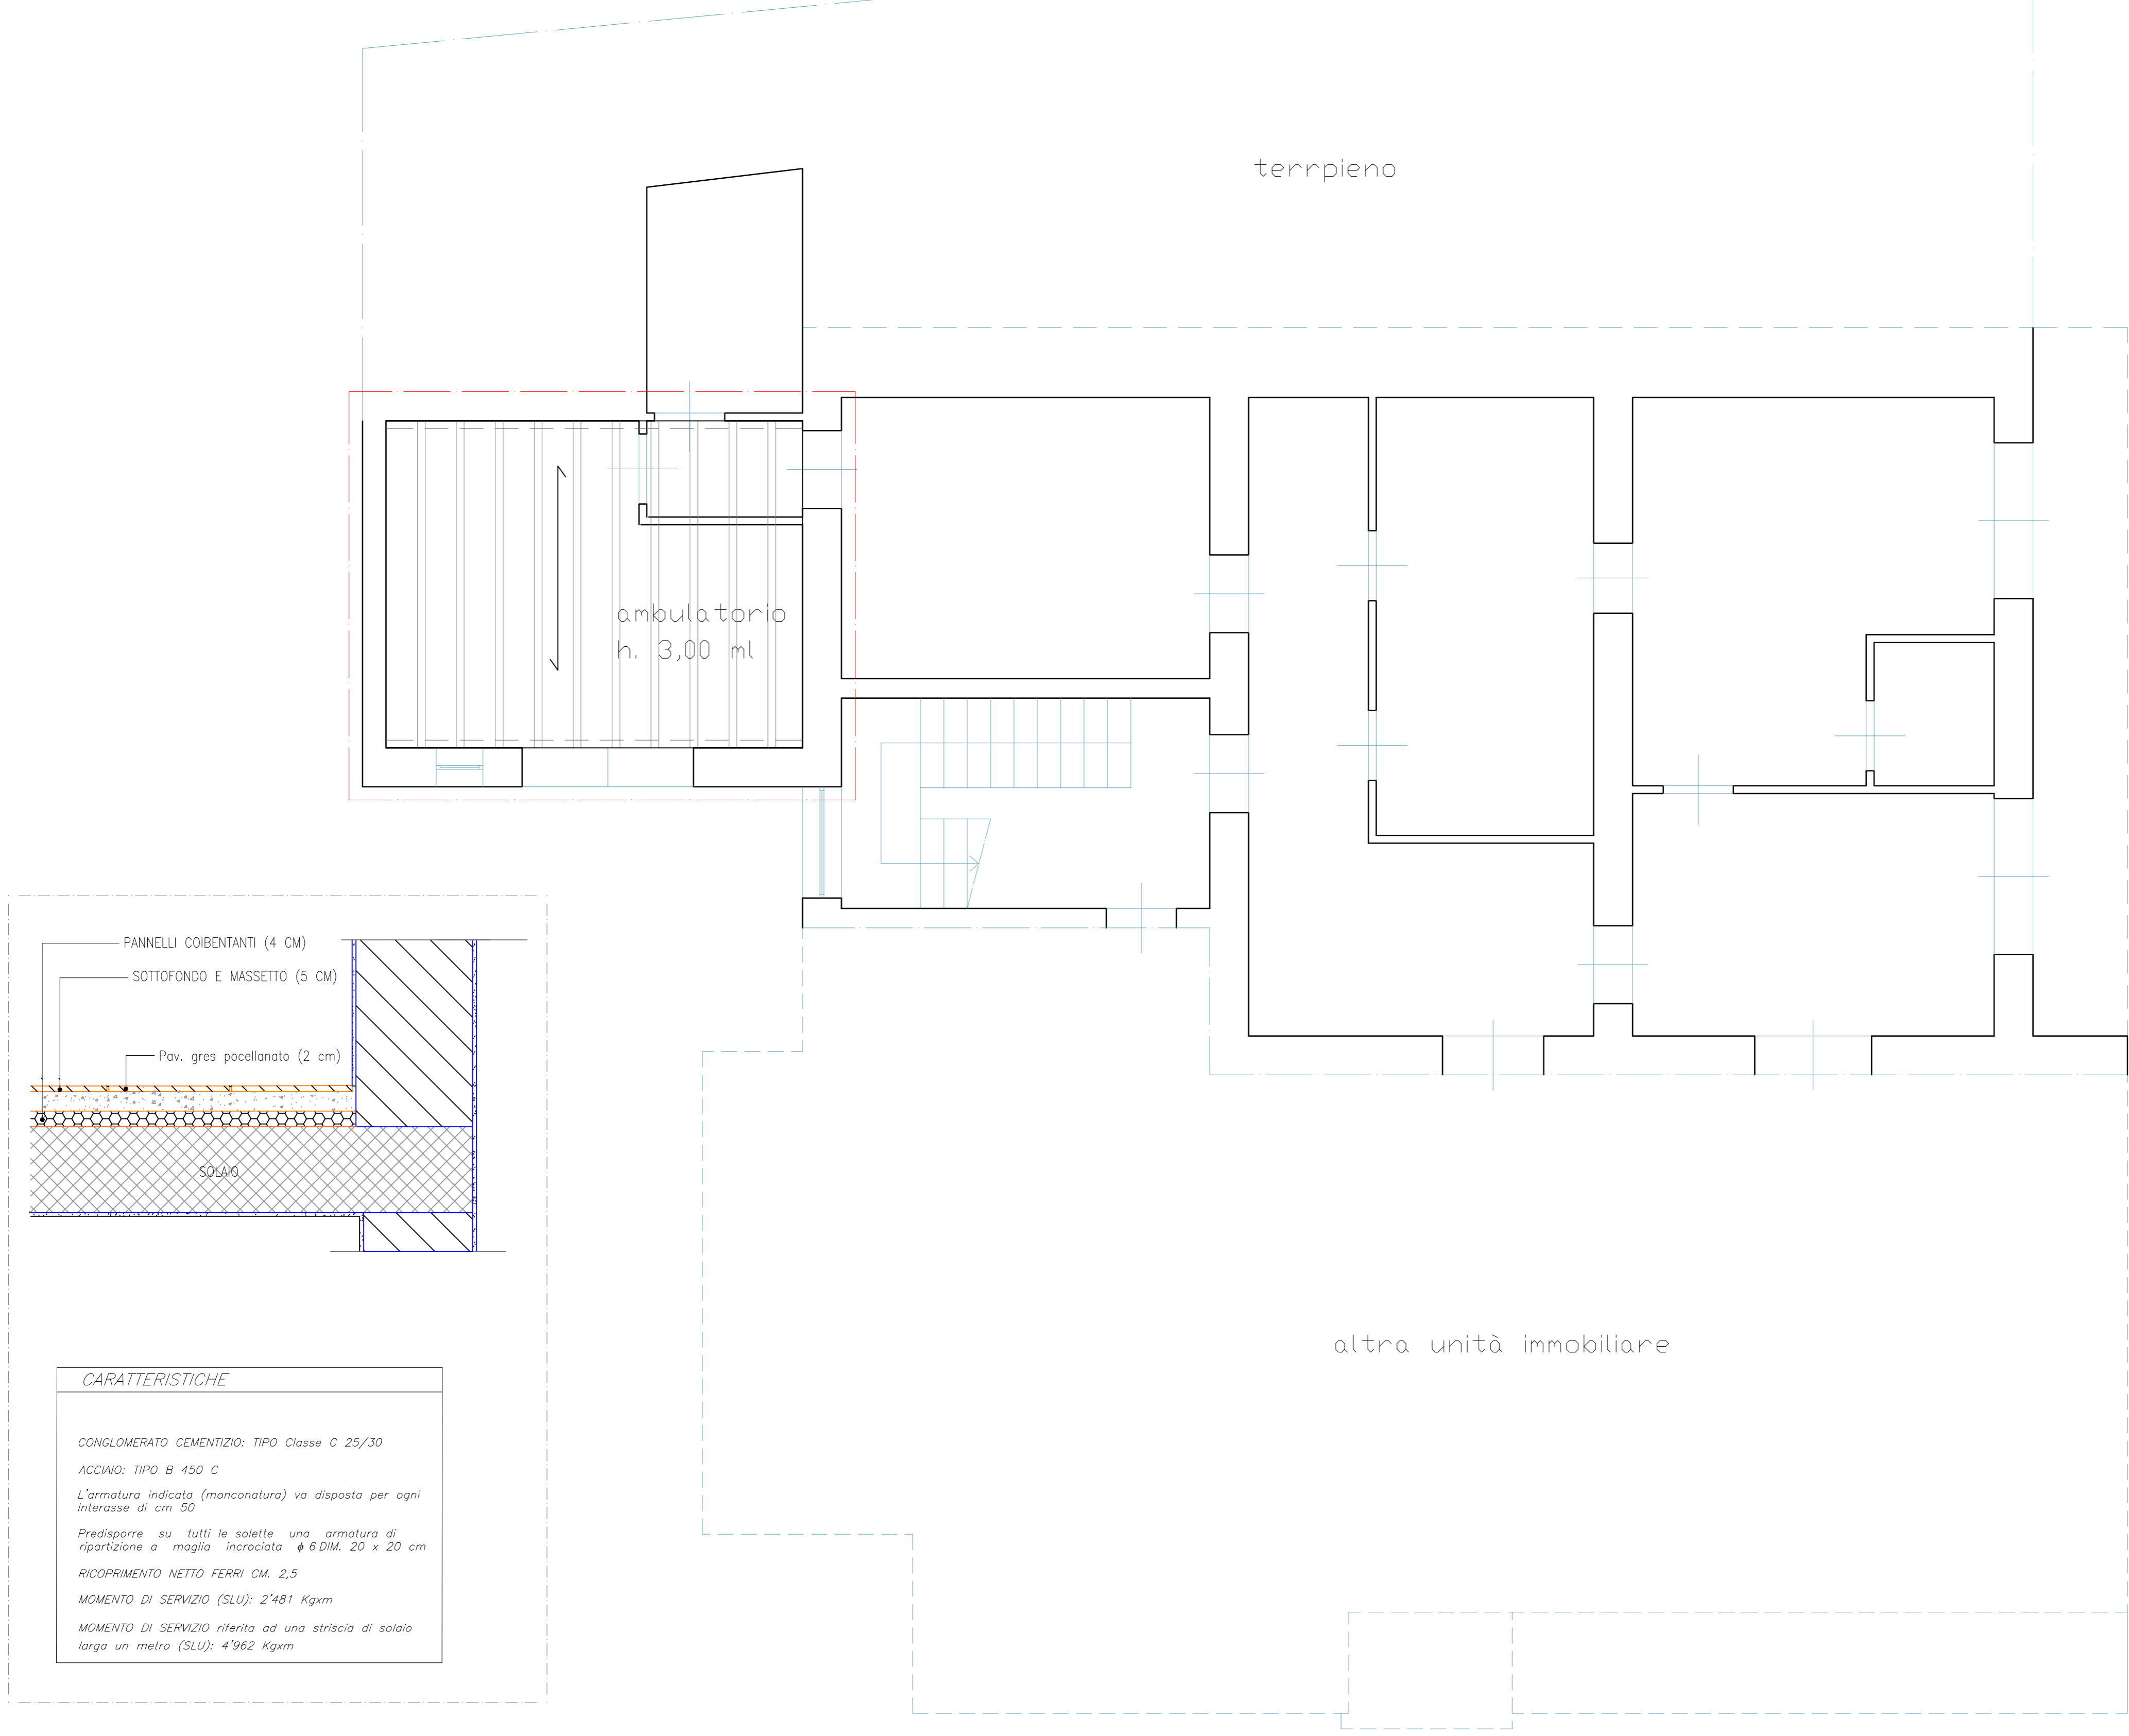 terrpieno
ambulatorio
h. 3,00 ml
PANNELLI COIBENTANTI (4 CM)
SOTTOFONDO E MASSETTO (5 CM)
Pav. gres pocellanato (2 cm)
SOLAIO
altra unità immobiliare
CARATTERISTICHE
CONGLOMERATO CEMENTIZIO: TIPO Classe C 25/30
ACCIAIO: TIPO B 450 C
L'armatura indicata (monconatura) va disposta per ogni
interasse di cm 50
Predisporre su tutti le solette una armatura di
ripartizione a maglia incrociata ϕ 6 DIM. 20 x 20 cm
RICOPRIMENTO NETTO FERRI CM. 2,5
MOMENTO DI SERVIZIO (SLU): 2'481 Kgxm
MOMENTO DI SERVIZIO riferita ad una striscia di solaio
larga un metro (SLU): 4'962 Kgxm